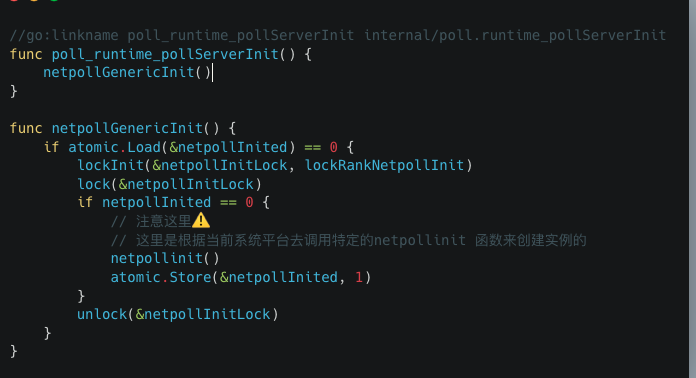 //go:linkname poll_runtime_pollServerInit internal/poll.runtime_pollServerInit
func poll_runtime_pollServerInit() {
    netpollGenericInit()
}

func netpollGenericInit() {
    if atomic.Load(&netpollInited) == 0 {
        lockInit(&netpollInitLock, lockRankNetpollInit)
        lock(&netpollInitLock)
        if netpollInited == 0 {
            // 注意这里⚠️
            // 这里是根据当前系统平台去调用特定的netpollinit 函数来创建实例的
            netpollinit()
            atomic.Store(&netpollInited, 1)
        }
        unlock(&netpollInitLock)
    }
}